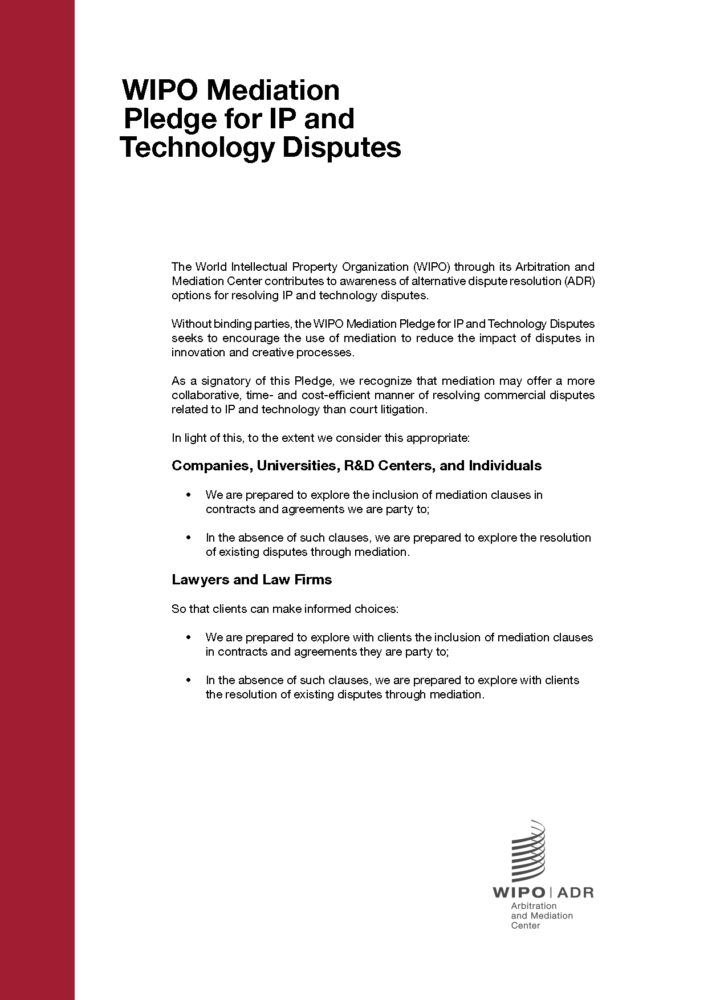 WIPO Mediation
Pledge for IP and
Technology Disputes
The World Intellectual Property Organization (WIPO) through its Arbitration and
Mediation Center contributes to awareness of alternative dispute resolution (ADR)
options for resolving IP and technology disputes.
Without binding parties, the WIPO Mediation Pledge for IP and Technology Disputes
seeks to encourage the use of mediation to reduce the impact of disputes in
innovation and creative processes.
As a signatory of this Pledge, we recognize that mediation may offer a more
collaborative, time- and cost-efficient manner of resolving commercial disputes
related to IP and technology than court litigation.
In light of this, to the extent we consider this appropriate:
Companies, Universities, R&D Centers, and Individuals
• We are prepared to explore the inclusion of mediation clauses in
contracts and agreements we are party to;
• In the absence of such clauses, we are prepared to explore the resolution
of existing disputes through mediation.
Lawyers and Law Firms
So that clients can make informed choices:
• We are prepared to explore with clients the inclusion of mediation clauses
in contracts and agreements they are party to;
• In the absence of such clauses, we are prepared to explore with clients
the resolution of existing disputes through mediation.
WIPO | ADR
Arbitration
and Mediation
Center